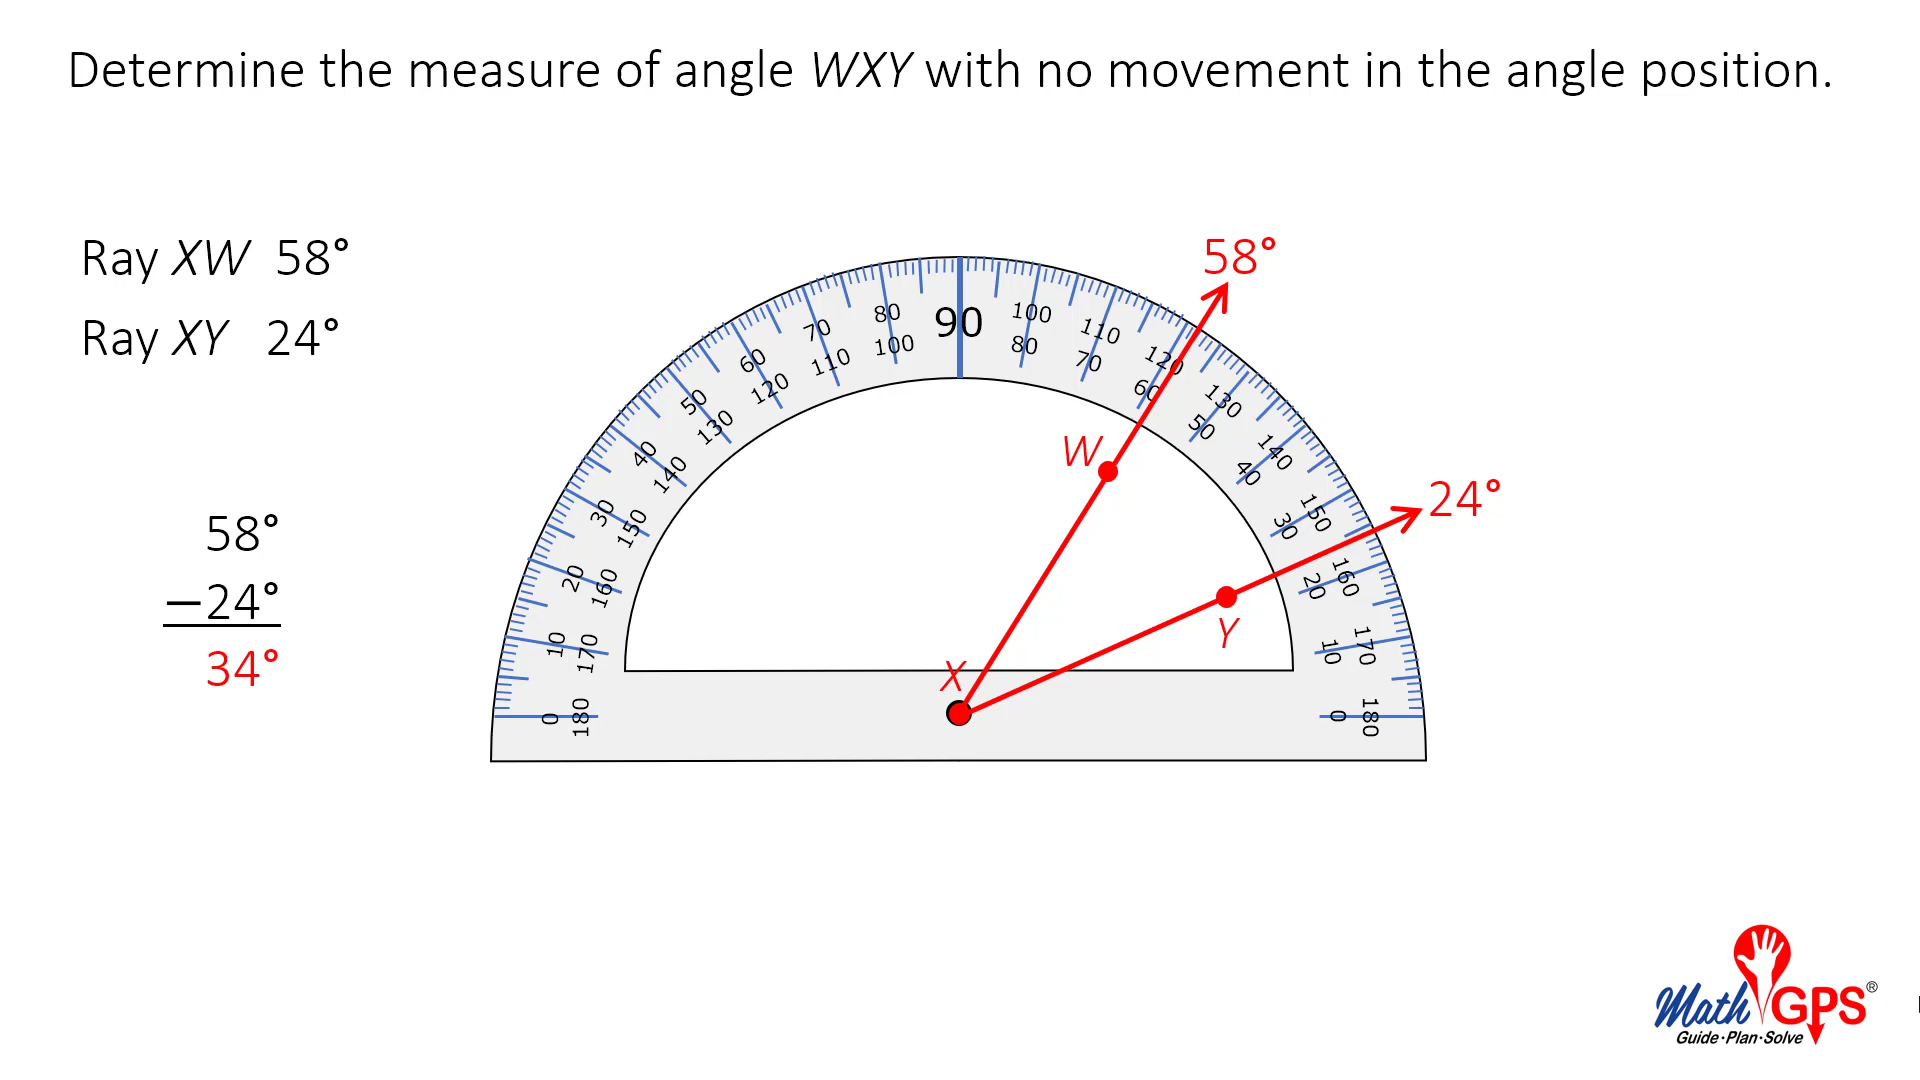 Determine the measure of angle WXY with no movement in the angle position.
Ray XW 58°
Ray XY 24°
58°
−24°
34°
58°
24°
W
Y
X
0 10 20 30 40 50 60 70 80 90 100 110 120 130 140 150 160 170 180
180 170 160 150 140 130 120 110 100 80 70 60 50 40 30 20 10 0
Math GPS®
Guide·Plan·Solve